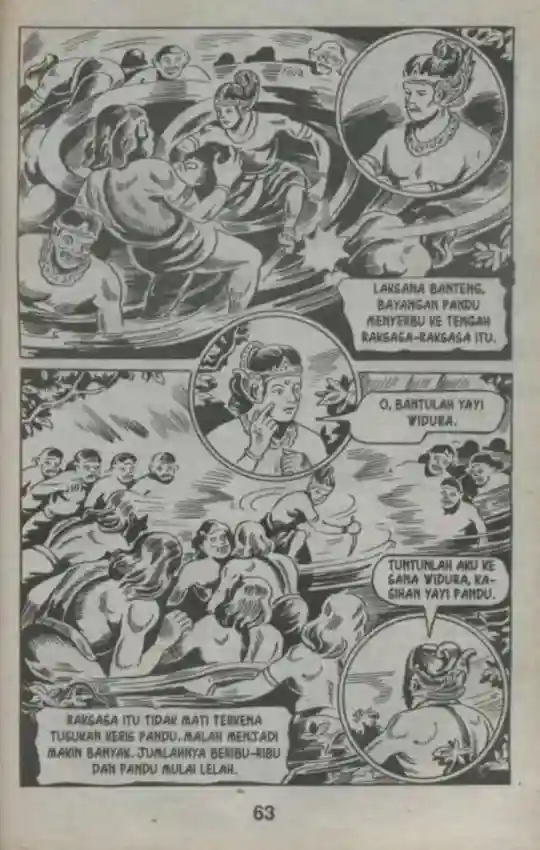 LAKSANA BANTENG,
BAYANGAN PANDU
MENYERBU KE TENGAH
RAKSASA-RAKSASA ITU.
O, BANTULAH YAYI
WIDURA.
TUNTUNLAH AKU KE
SANA WIDURA, KA-
SIHAN YAYI PANDU.
RAKSASA ITU TIDAK MATI TERKENA
TUSUKAN KERIS PANDU. MALAH MENJADI
MAKIN BANYAK. JUMLAHNYA BERIBU-RIBU
DAN PANDU MULAI LELAH.
63